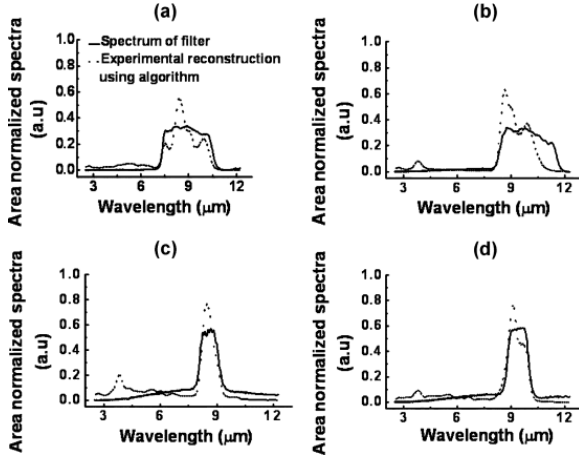 (a)
Area normalized spectra
(a.u)
1.0
0.8
0.6
0.4
0.2
0.0
Spectrum of filter
Experimental reconstruction
using algorithm
3
6
9
12
Wavelength (μm)
(b)
Area normalized spectra
(a.u)
1.0
0.8
0.6
0.4
0.2
0.0
3
6
9
12
Wavelength (μm)
(c)
Area normalized spectra
(a.u)
1.0
0.8
0.6
0.4
0.2
0.0
3
6
9
12
Wavelength (μm)
(d)
Area normalized spectra
(a.u)
1.0
0.8
0.6
0.4
0.2
0.0
3
6
9
12
Wavelength (μm)